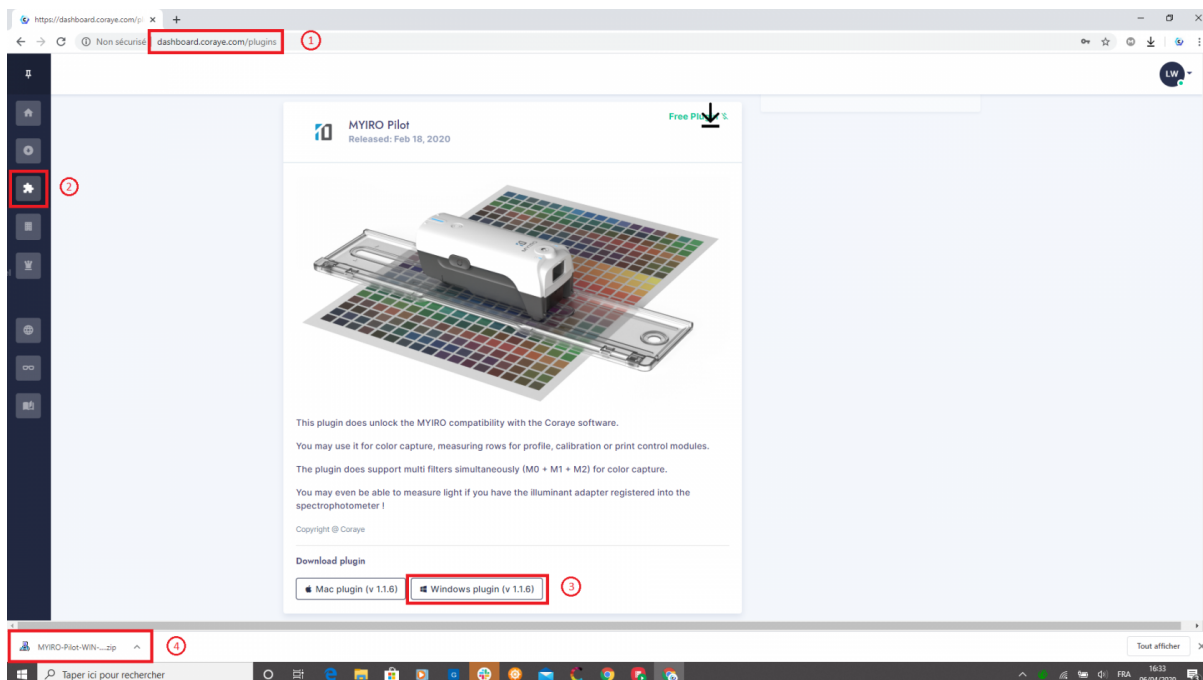 https://dashboard.coraye.com/pl
Non sécurisé
dashboard.coraye.com/plugins
1
LW
MYIRO Pilot
Released: Feb 18, 2020
Free
2
This plugin does unlock the MYIRO compatibility with the Coraye software.
You may use it for color capture, measuring rows for profile, calibration or print control modules.
The plugin does support multi filters simultaneously (M0 + M1 + M2) for color capture.
You may even be able to measure light if you have the illuminant adapter registered into the
spectrophotometer !
Copyright @ Coraye
Download plugin
Mac plugin (v 1.1.6)
Windows plugin (v 1.1.6)
3
MYIRO-Pilot-WIN-....zip
4
Tout afficher
Taper ici pour rechercher
FRA
16:33
06/04/2020